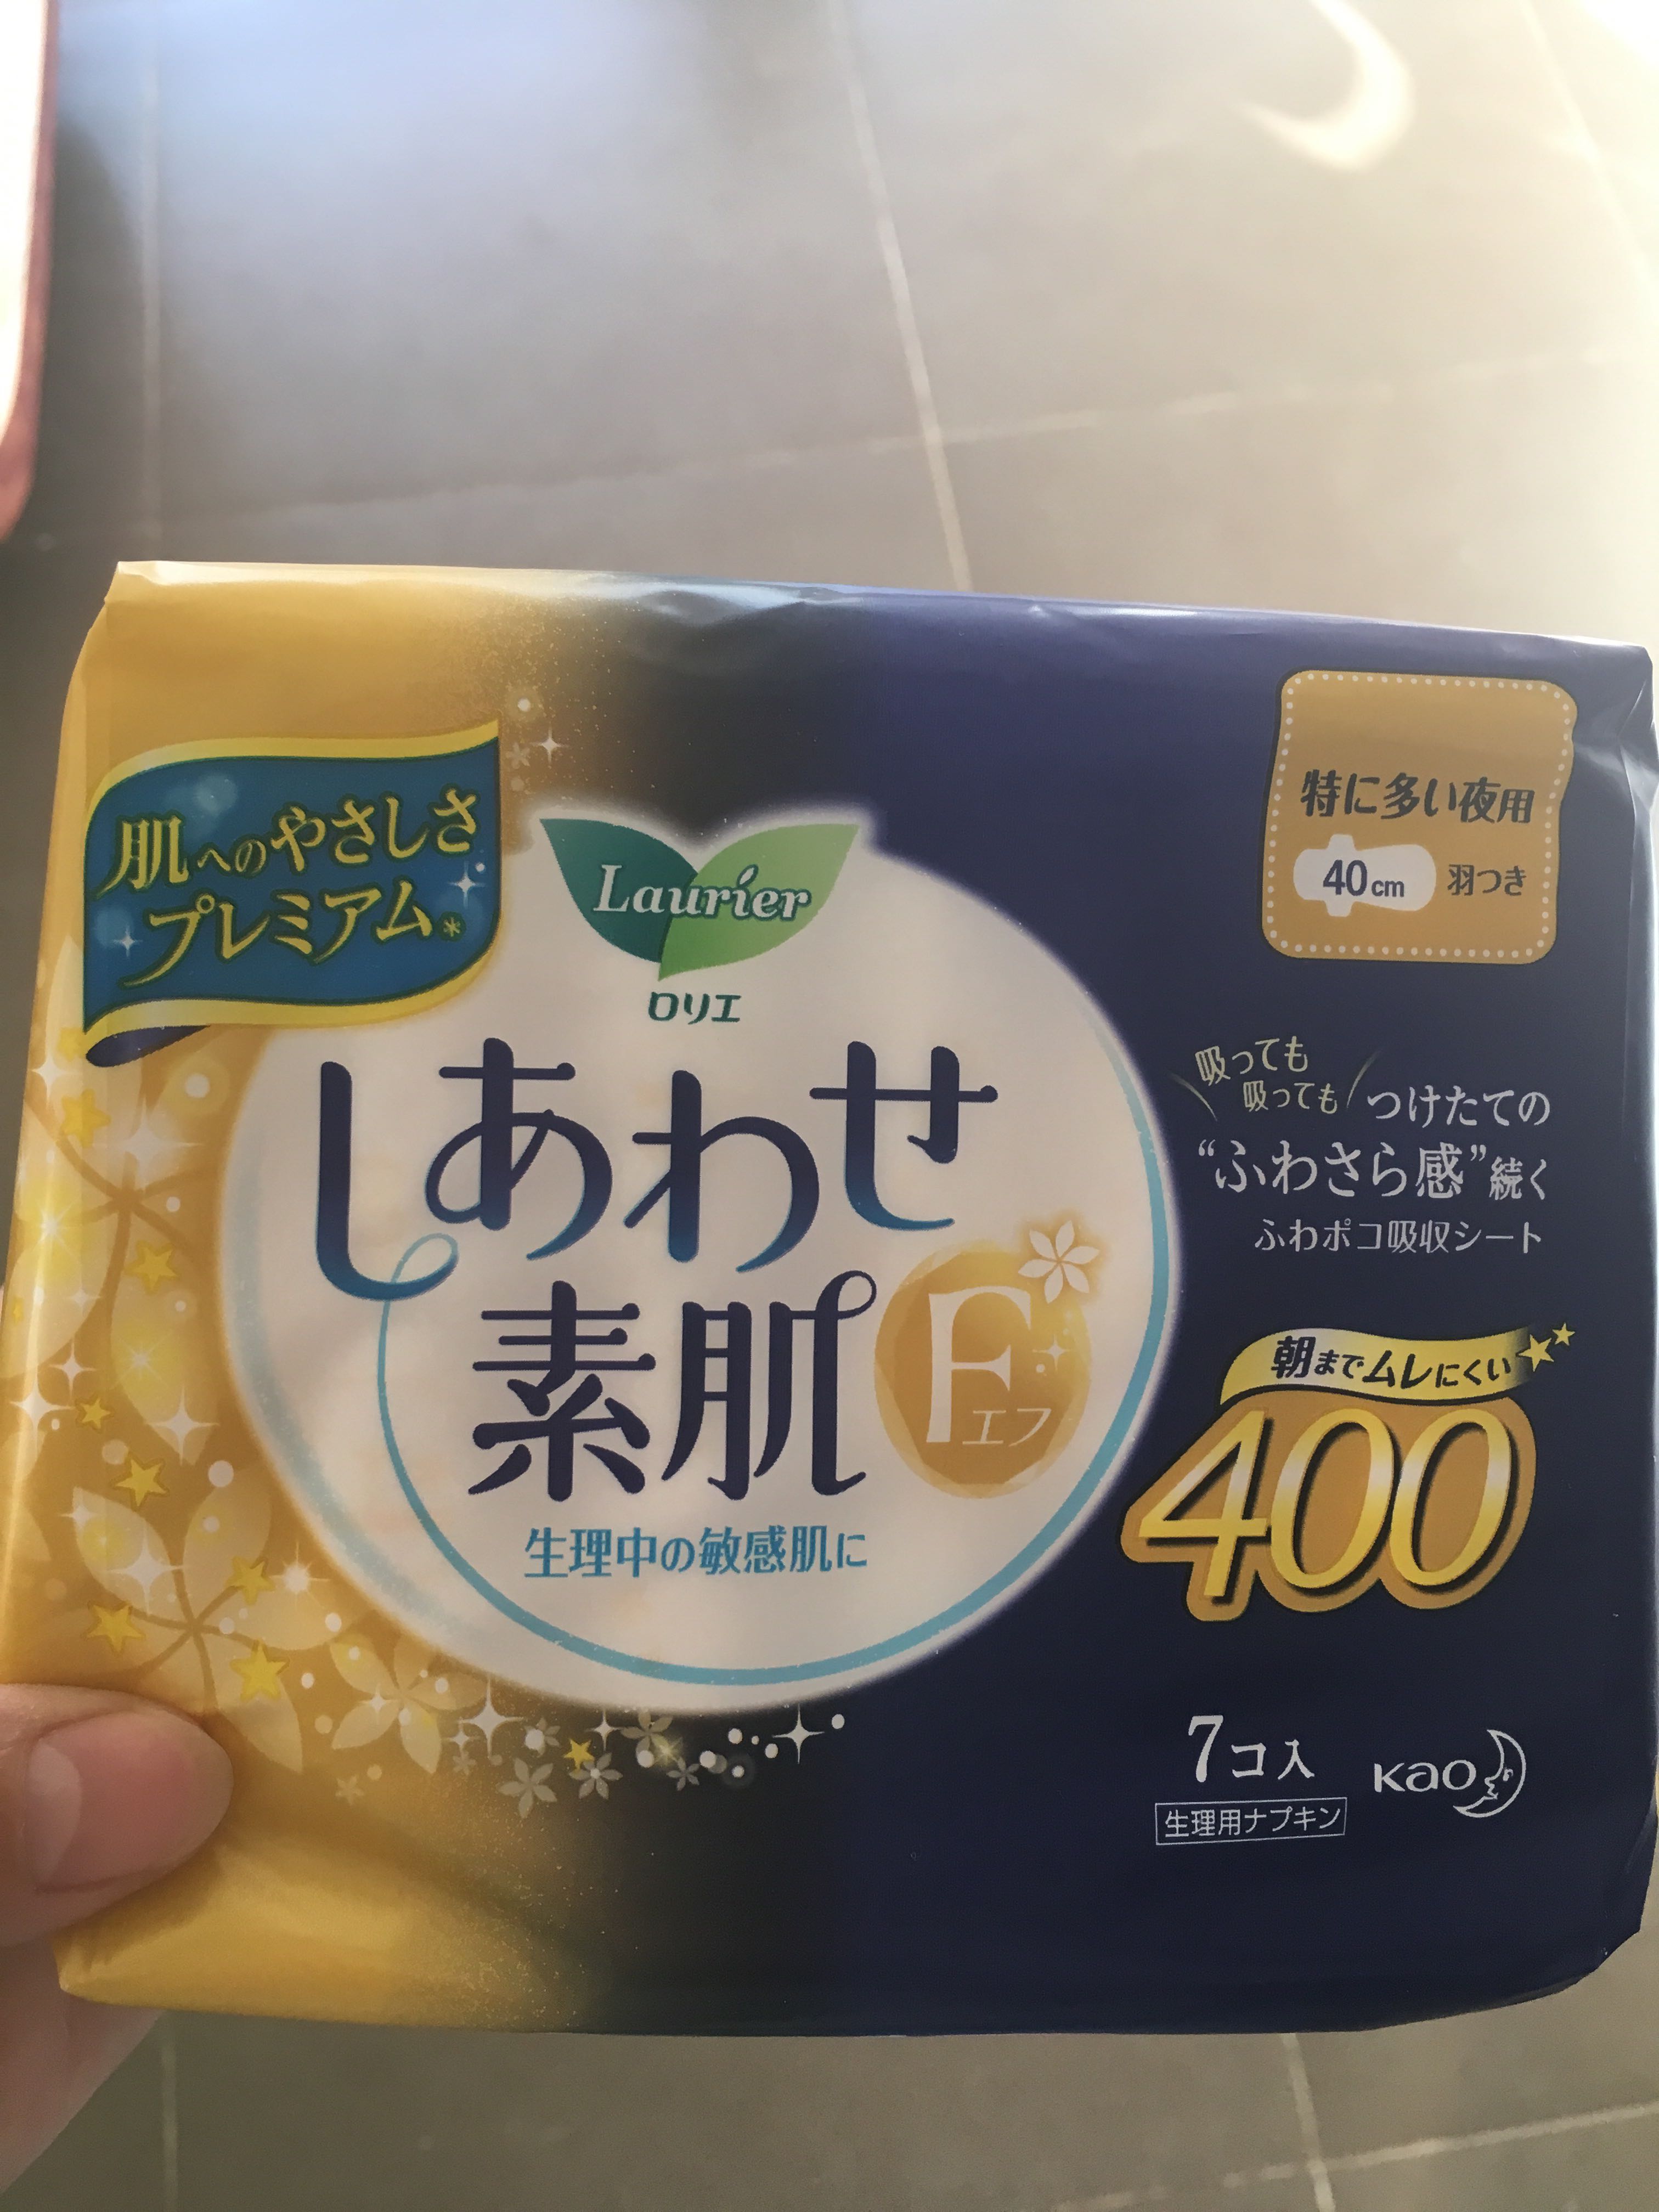 肌へのやさしさ
プレミアム*
Laurier
ロリエ
しあわせ
素肌
F
エフ
生理中の敏感肌に
特に多い夜用
40cm 羽つき
吸っても
吸っても
つけたての
“ふわさら感”続く
ふわポコ吸収シート
朝までムレにくい
400
7コ入
生理用ナプキン
Kao